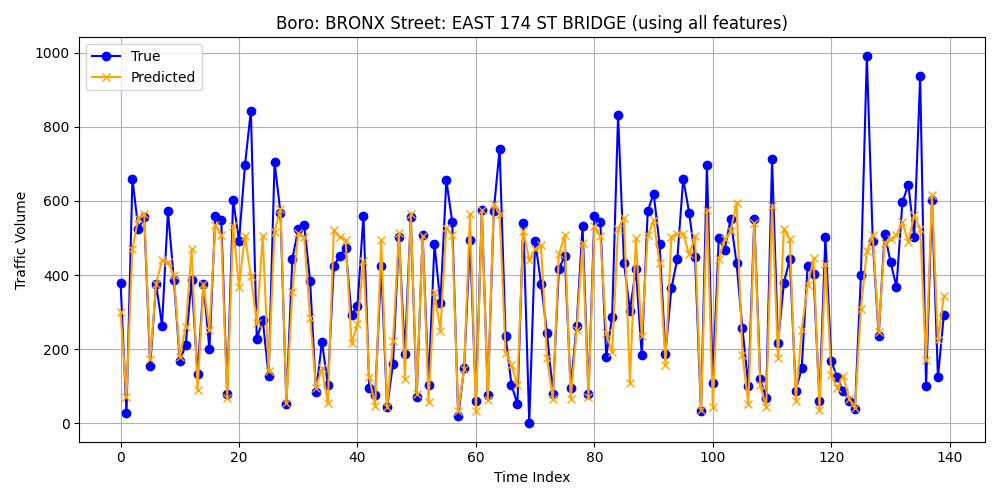 Boro: BRONX Street: EAST 174 ST BRIDGE (using all features)
True
Predicted
Traffic Volume
1000
800
600
400
200
0
0 20 40 60 80 100 120 140
Time Index